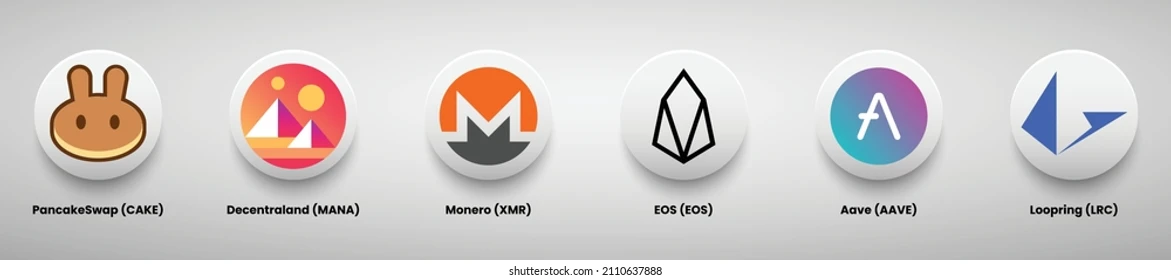 PancakeSwap (CAKE)
Decentraland (MANA)
Monero (XMR)
EOS (EOS)
Aave (AAVE)
Loopring (LRC)
shutterstock.com · 2110637888